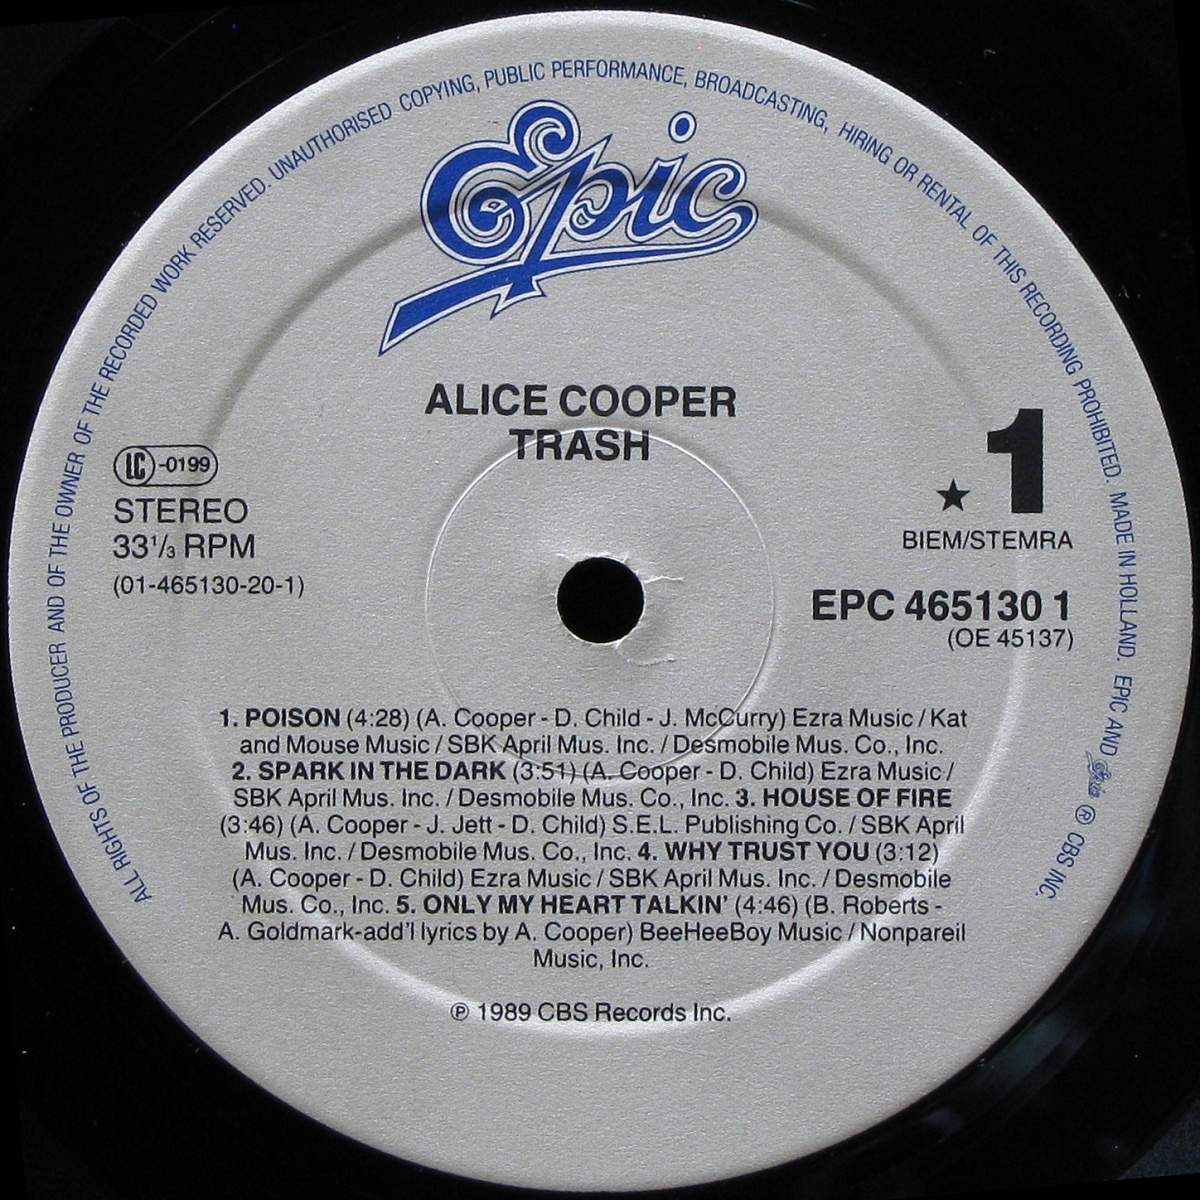 ALL RIGHTS OF THE PRODUCER AND OF THE OWNER OF THE RECORDED WORK RESERVED. UNAUTHORISED COPYING, PUBLIC PERFORMANCE, BROADCASTING, HIRING OR RENTAL OF THIS RECORDING PROHIBITED. MADE IN HOLLAND. EPIC AND Epic ® CBS INC.
Epic
ALICE COOPER
TRASH
LC-0199
STEREO
33 1/3 RPM
(01-465130-20-1)
★ 1
BIEM/STEMRA
EPC 465130 1
(OE 45137)
1. POISON (4:28) (A. Cooper - D. Child - J. McCurry) Ezra Music / Kat
and Mouse Music / SBK April Mus. Inc. / Desmobile Mus. Co., Inc.
2. SPARK IN THE DARK (3:51) (A. Cooper - D. Child) Ezra Music /
SBK April Mus. Inc. / Desmobile Mus. Co., Inc. 3. HOUSE OF FIRE
(3:46) (A. Cooper - J. Jett - D. Child) S.E.L. Publishing Co. / SBK April
Mus. Inc. / Desmobile Mus. Co., Inc. 4. WHY TRUST YOU (3:12)
(A. Cooper - D. Child) Ezra Music / SBK April Mus. Inc. / Desmobile
Mus. Co., Inc. 5. ONLY MY HEART TALKIN' (4:46) (B. Roberts -
A. Goldmark-add'l lyrics by A. Cooper) BeeHeeBoy Music / Nonpareil
Music, Inc.
℗ 1989 CBS Records Inc.